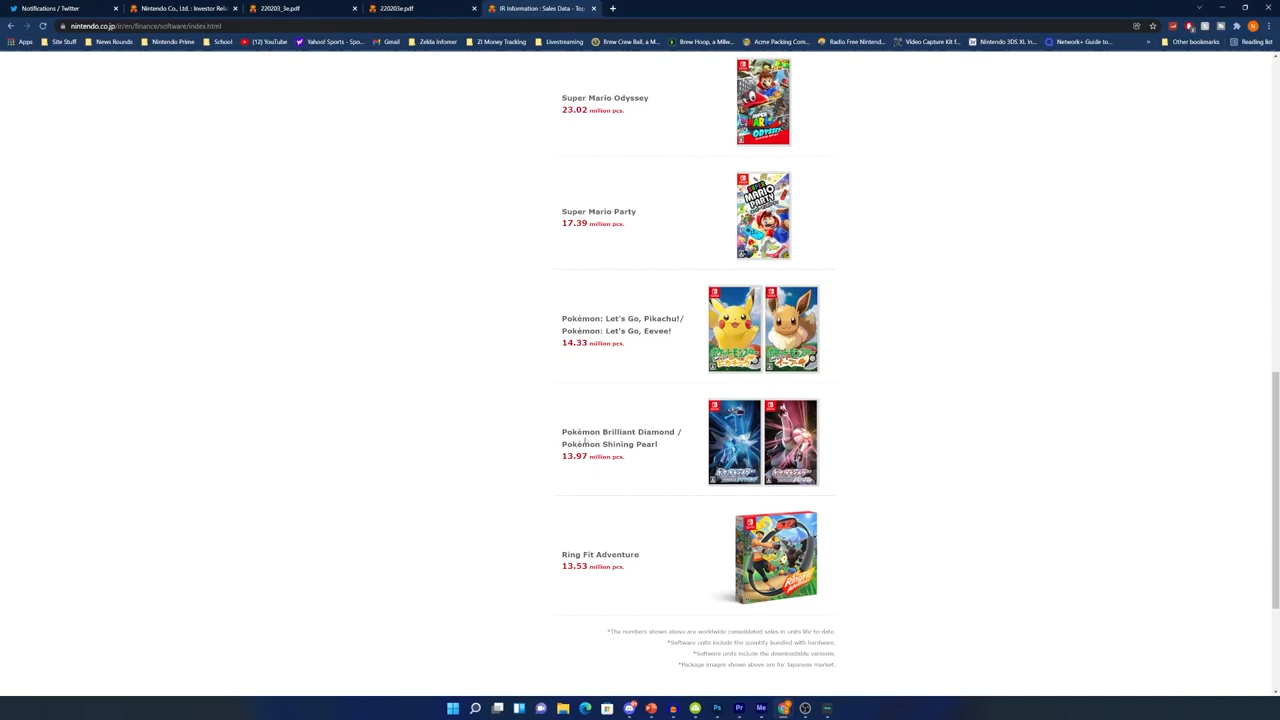 Notifications / Twitter
Nintendo Co., Ltd. : Investor Rela
220203_3e.pdf
220203e.pdf
IR Information : Sales Data - Top
nintendo.co.jp/ir/en/finance/software/index.html
Apps
Site Stuff
News Rounds
Nintendo Prime
School
(12) YouTube
Yahoo! Sports - Spo...
Gmail
Zelda Infomer
ZI Money Tracking
Livestreaming
Brew Crew Ball, a M...
Brew Hoop, a Milw...
Acme Packing Com...
Radio Free Nintend...
Video Capture Kit f...
Nintendo 3DS XL In...
Network+ Guide to...
Other bookmarks
Reading list
Super Mario Odyssey
23.02 million pcs.
SUPER
MARIO
ODYSSEY
Super Mario Party
17.39 million pcs.
SUPER
MARIO
PARTY
Pokémon: Let's Go, Pikachu!/
Pokémon: Let's Go, Eevee!
14.33 million pcs.
Pokémon Brilliant Diamond /
Pokémon Shining Pearl
13.97 million pcs.
Ring Fit Adventure
13.53 million pcs.
*The numbers shown above are worldwide consolidated sales in units life-to-date.
*Software units include the quantity bundled with hardware.
*Software units include the downloadable versions.
*Package images shown above are for Japanese market.